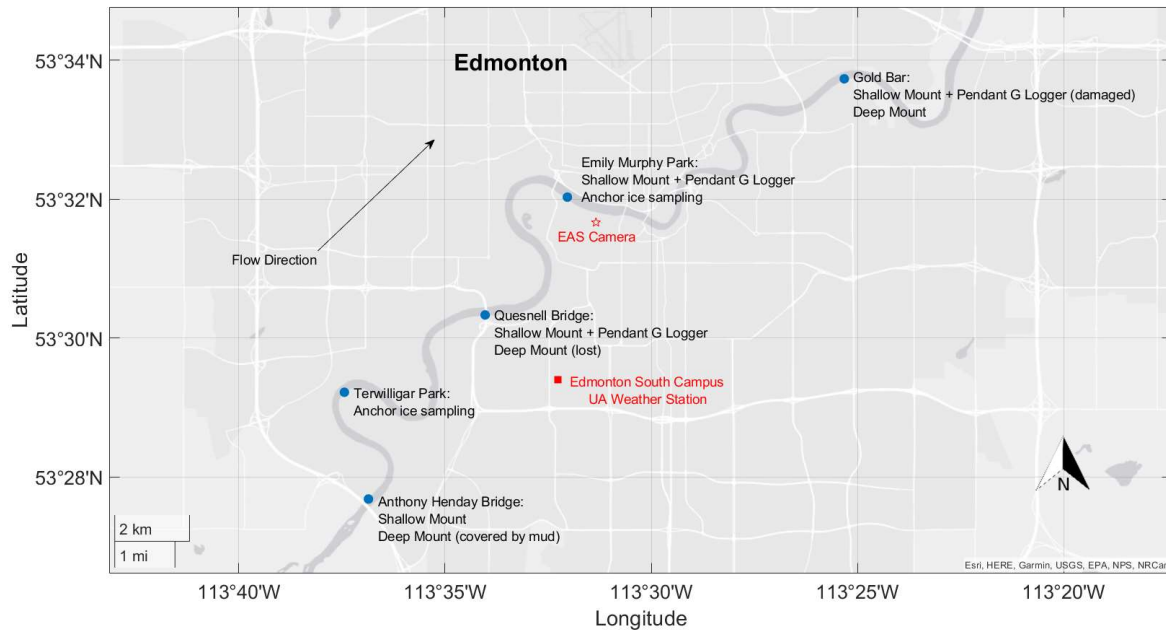 Edmonton
53°34'N
53°32'N
53°30'N
53°28'N
Latitude
Gold Bar:
Shallow Mount + Pendant G Logger (damaged)
Deep Mount
Emily Murphy Park:
Shallow Mount + Pendant G Logger
Anchor ice sampling
EAS Camera
Flow Direction
Quesnell Bridge:
Shallow Mount + Pendant G Logger
Deep Mount (lost)
Edmonton South Campus
UA Weather Station
Terwilligar Park:
Anchor ice sampling
Anthony Henday Bridge:
Shallow Mount
Deep Mount (covered by mud)
N
2 km
1 mi
Esri, HERE, Garmin, USGS, EPA, NPS, NRCan
113°40'W
113°35'W
113°30'W
113°25'W
113°20'W
Longitude